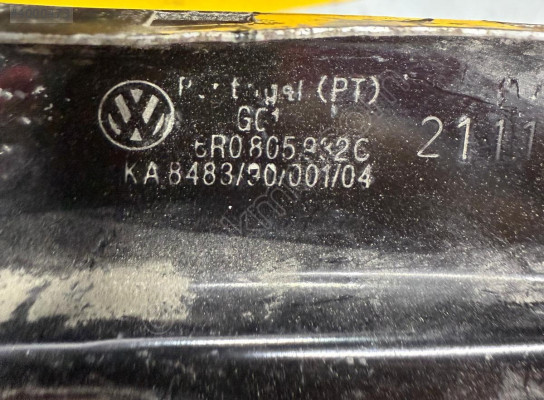 Portugal (PT)
GC
6R0805932C
2111
KA8483/90/001/04